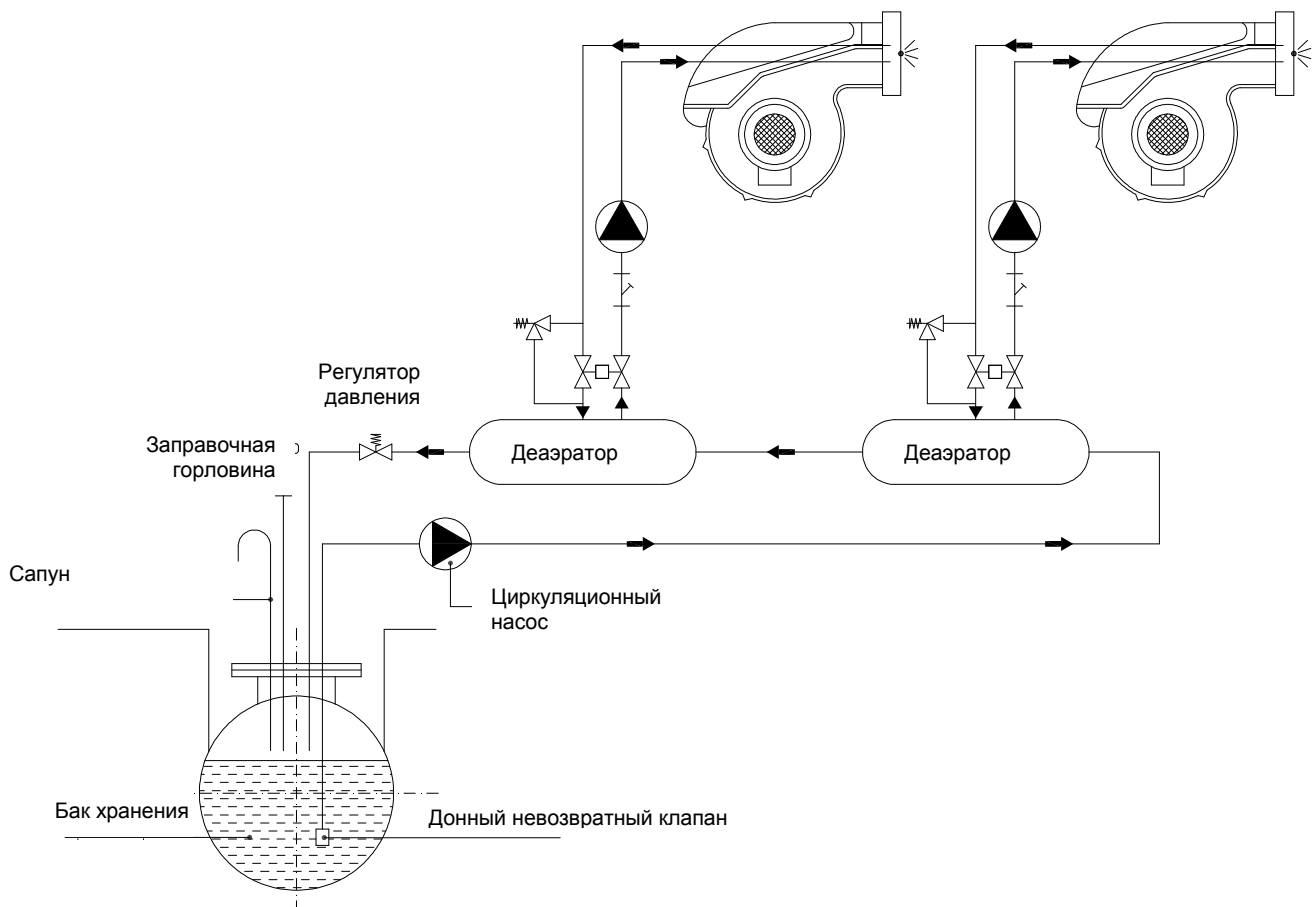 Регулятор
давления
Заправочная
горловина
Деаэратор
Деаэратор
Сапун
Циркуляционный
насос
Бак хранения
Донный невозвратный клапан